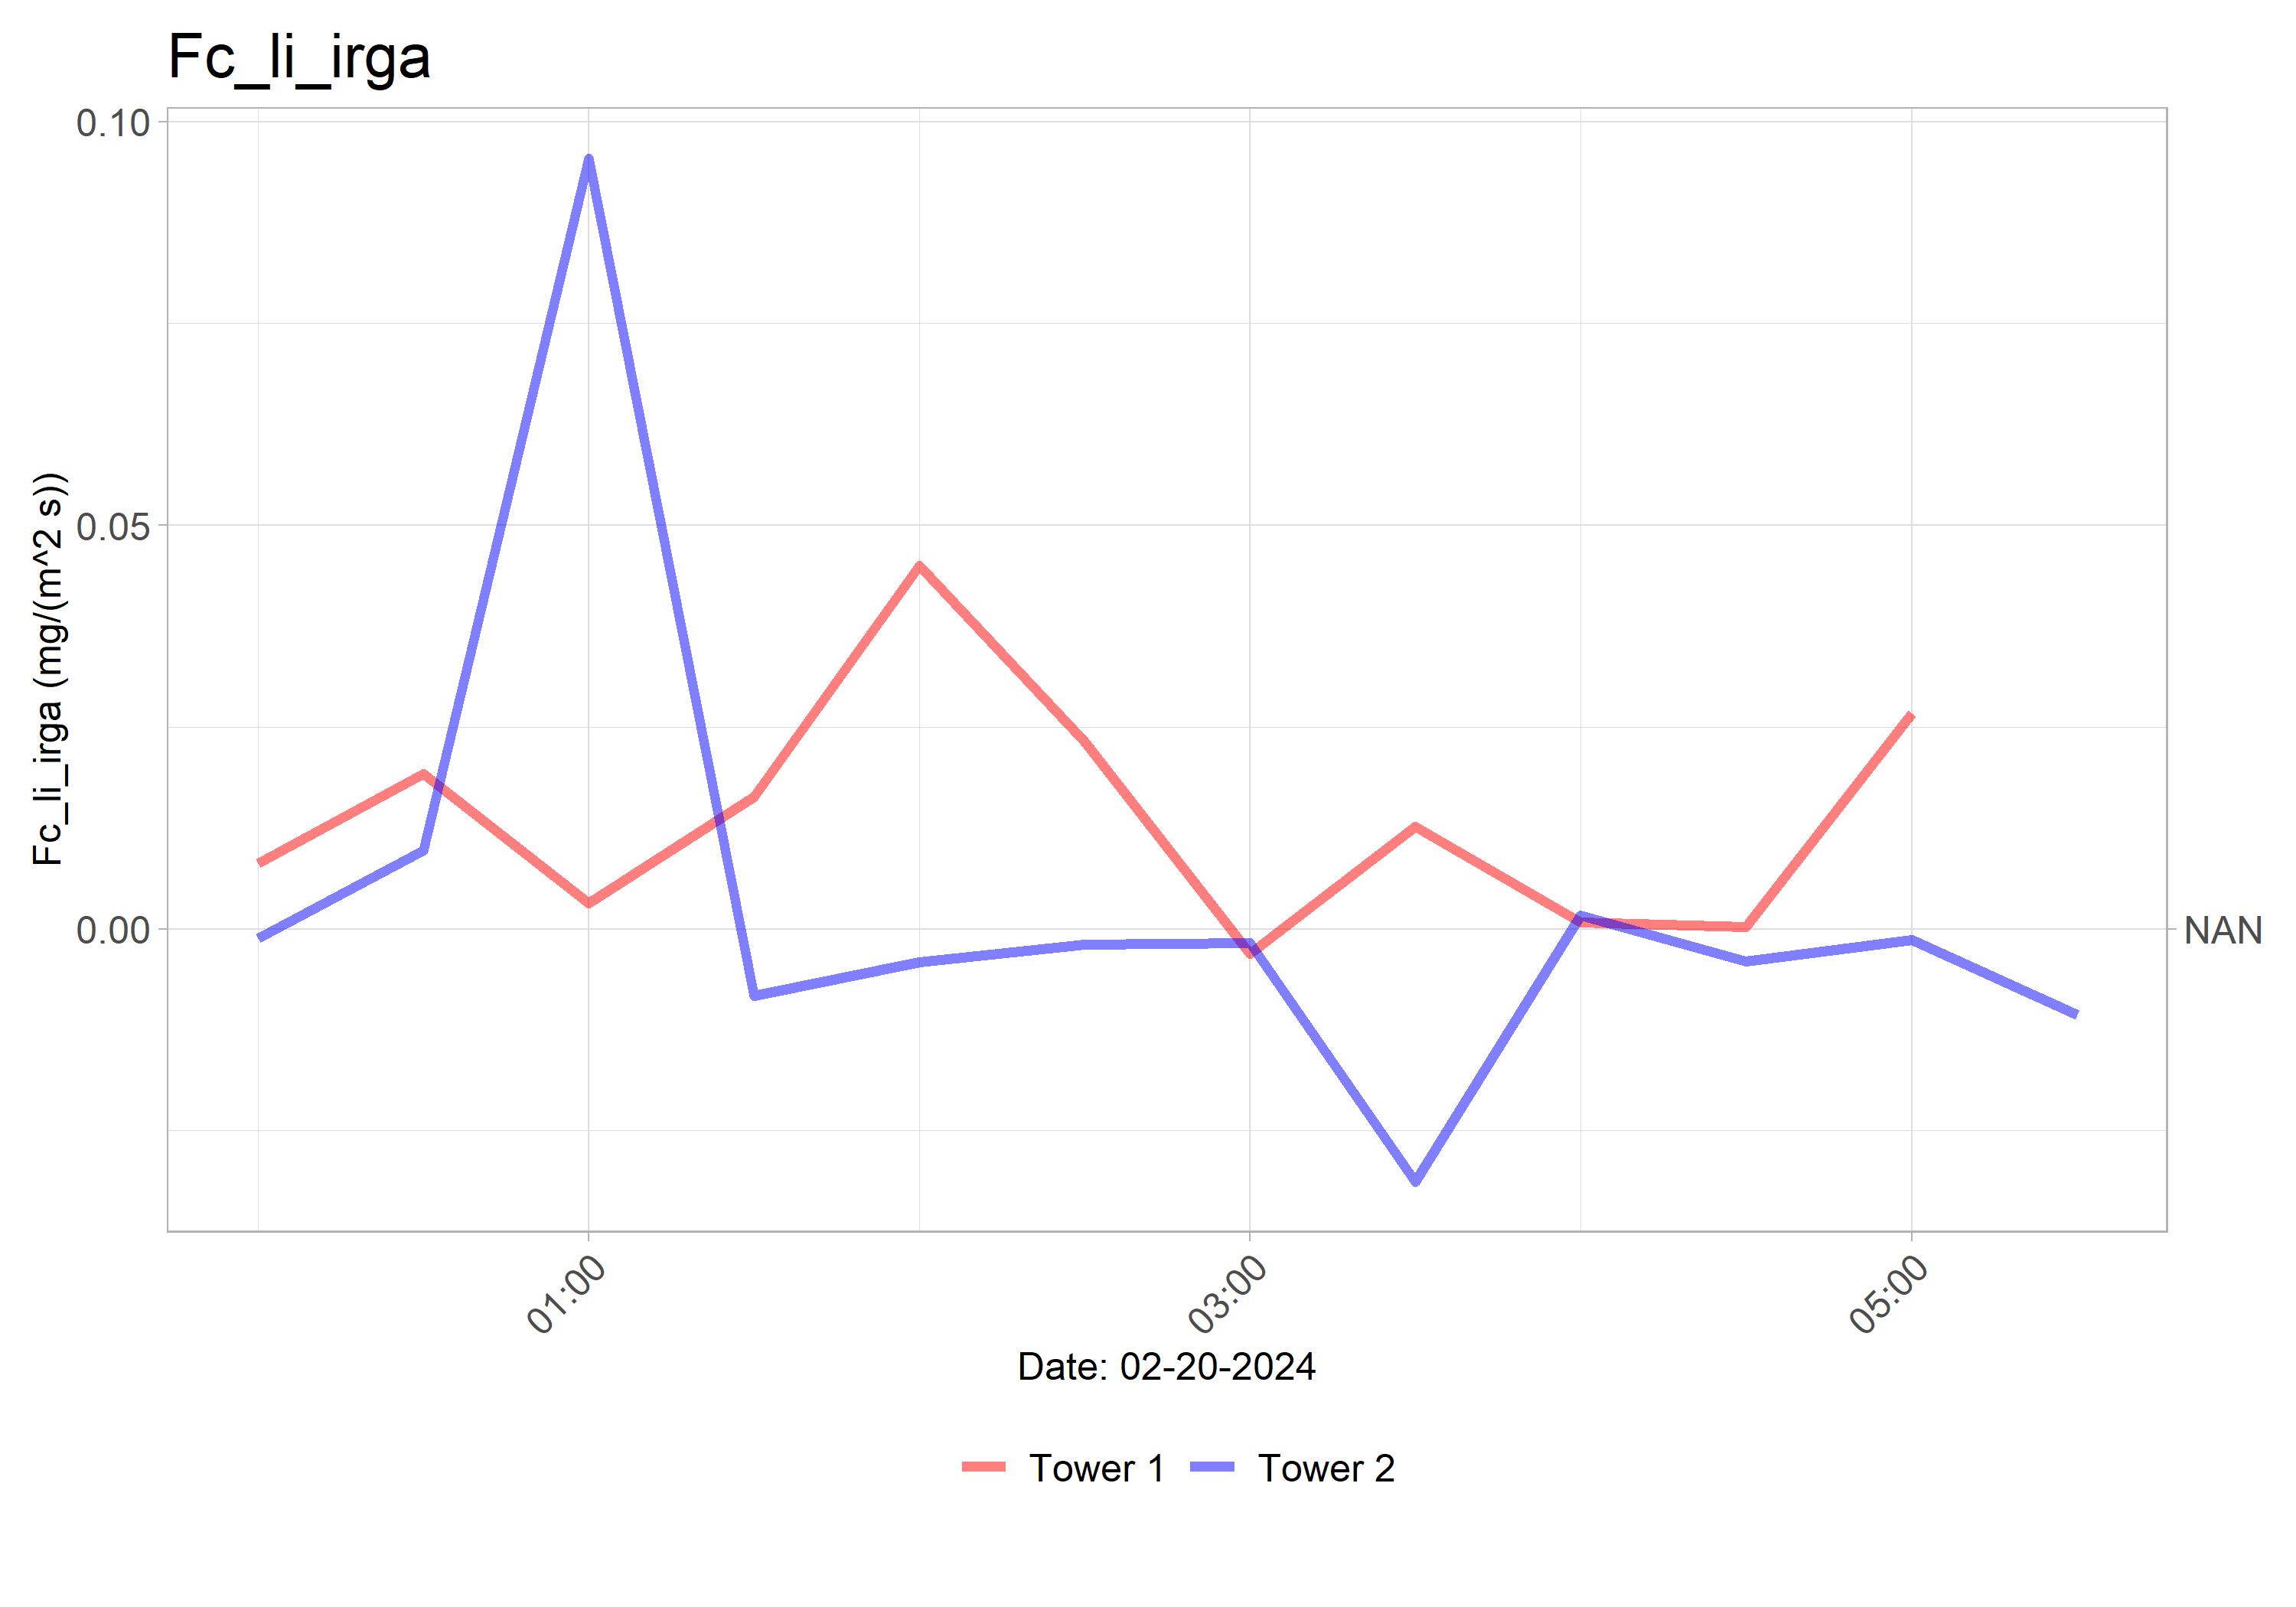 Fc_li_irga
Fc_li_irga (mg/(m^2 s))
0.10
0.05
0.00
NAN
01:00
03:00
05:00
Date: 02-20-2024
Tower 1
Tower 2